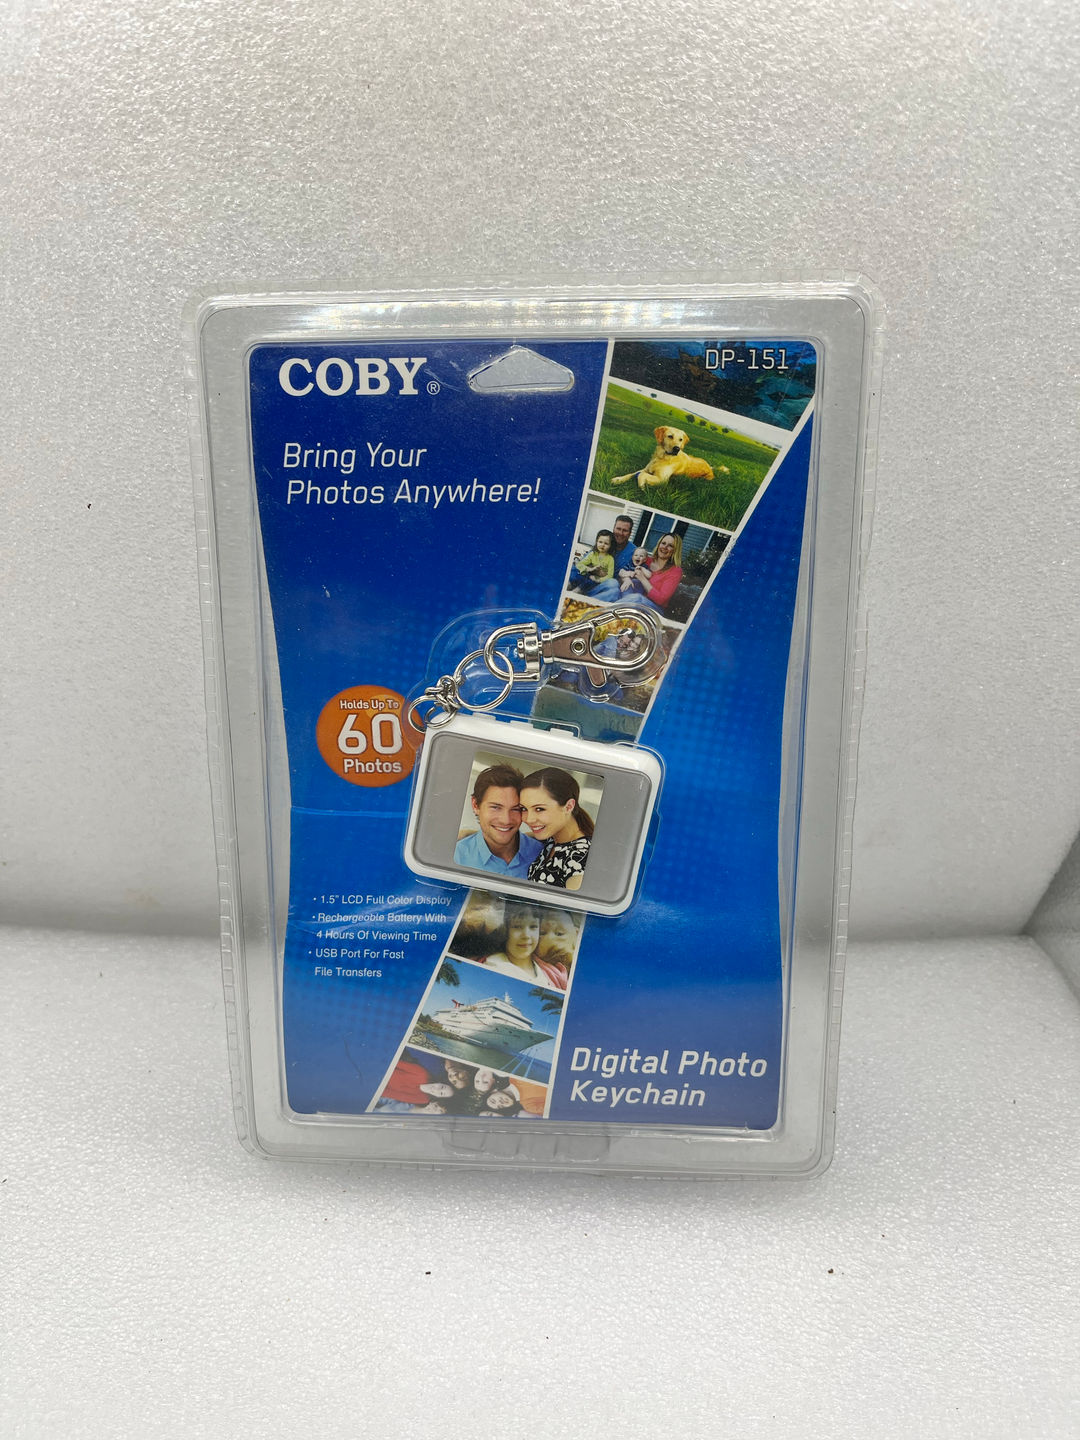 COBY®
DP-151
Bring Your
Photos Anywhere!
Holds Up To
60
Photos
• 1.5" LCD Full Color Display
• Rechargeable Battery With
4 Hours Of Viewing Time
• USB Port For Fast
File Transfers
Digital Photo
Keychain